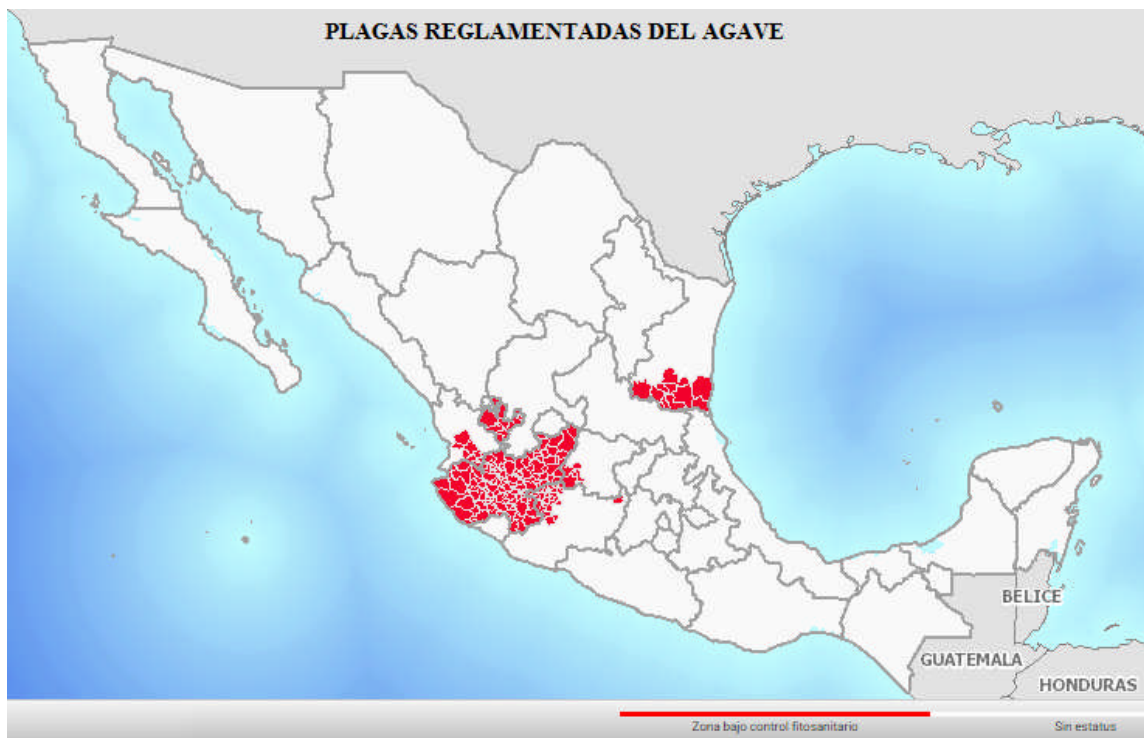 PLAGAS REGLAMENTADAS DEL AGAVE
BELICE
GUATEMALA
HONDURAS
Zona bajo control fitosanitario
Sin estatus